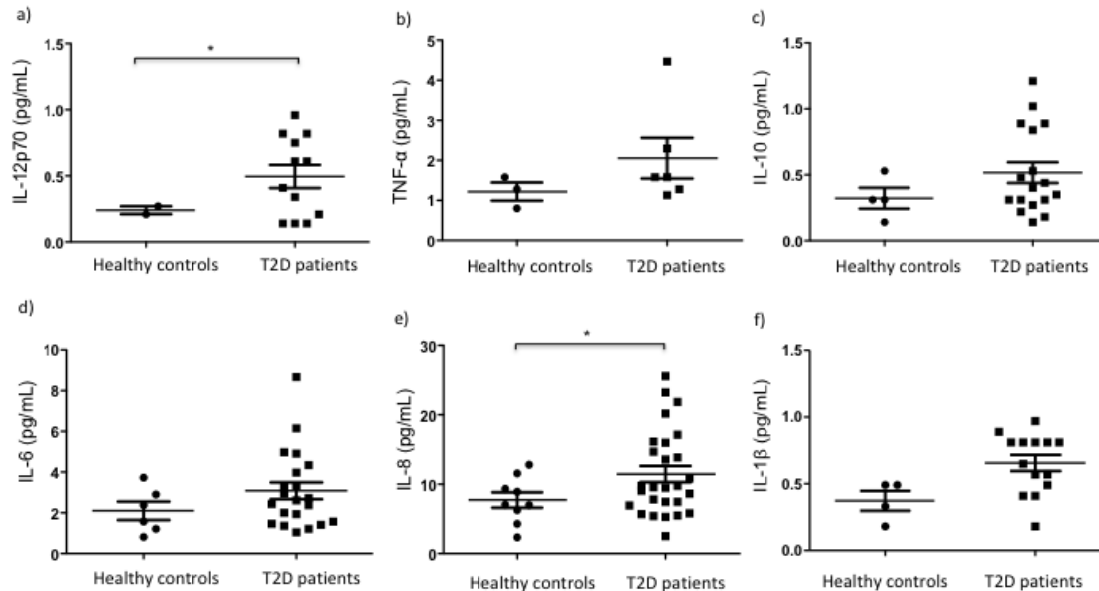 a)
IL-12p70 (pg/mL)
1.5
1.0
0.5
0.0
*
Healthy controls
T2D patients
b)
TNF-α (pg/mL)
5
4
3
2
1
0
Healthy controls
T2D patients
c)
IL-10 (pg/mL)
1.5
1.0
0.5
0.0
Healthy controls
T2D patients
d)
IL-6 (pg/mL)
10
8
6
4
2
0
Healthy controls
T2D patients
e)
IL-8 (pg/mL)
30
20
10
0
*
Healthy controls
T2D patients
f)
IL-1β (pg/mL)
1.5
1.0
0.5
0.0
Healthy controls
T2D patients